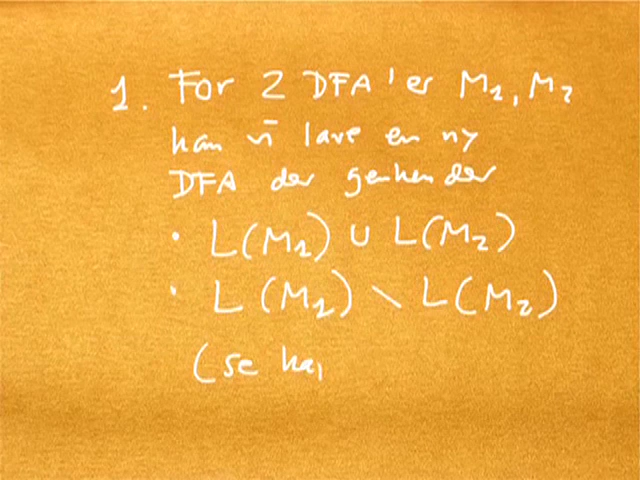 1. For 2 DFA'er M₁, M₂
kan vi lave en ny
DFA der genkender
• L(M₁) ∪ L(M₂)
• L(M₁) \ L(M₂)
(se ka